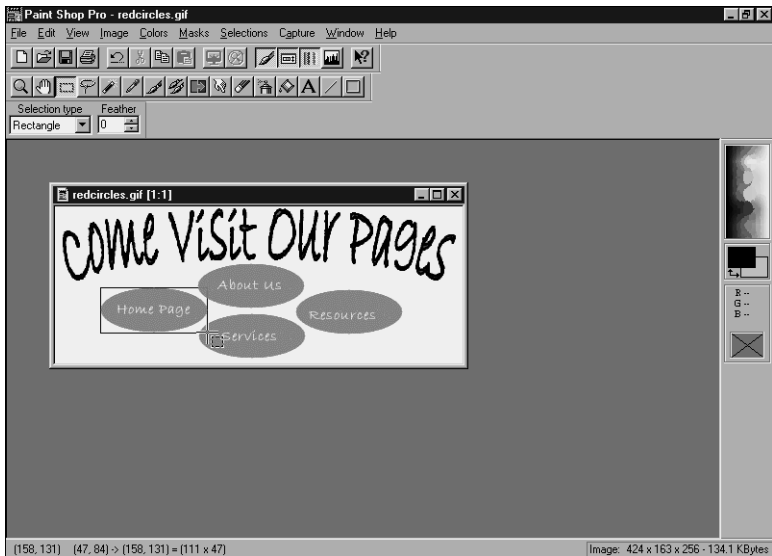 Paint Shop Pro - redcircles.gif
File Edit View Image Colors Masks Selections Capture Window Help
Selection type Feather
Rectangle 0
redcircles.gif [1:1]
Come Visit Our Pages
About Us
Home Page
Resources
Services
R --
G --
B --
(158, 131) (47, 84) -> (158, 131) = (111 x 47)
Image: 424 x 163 x 256 - 134.1 KBytes